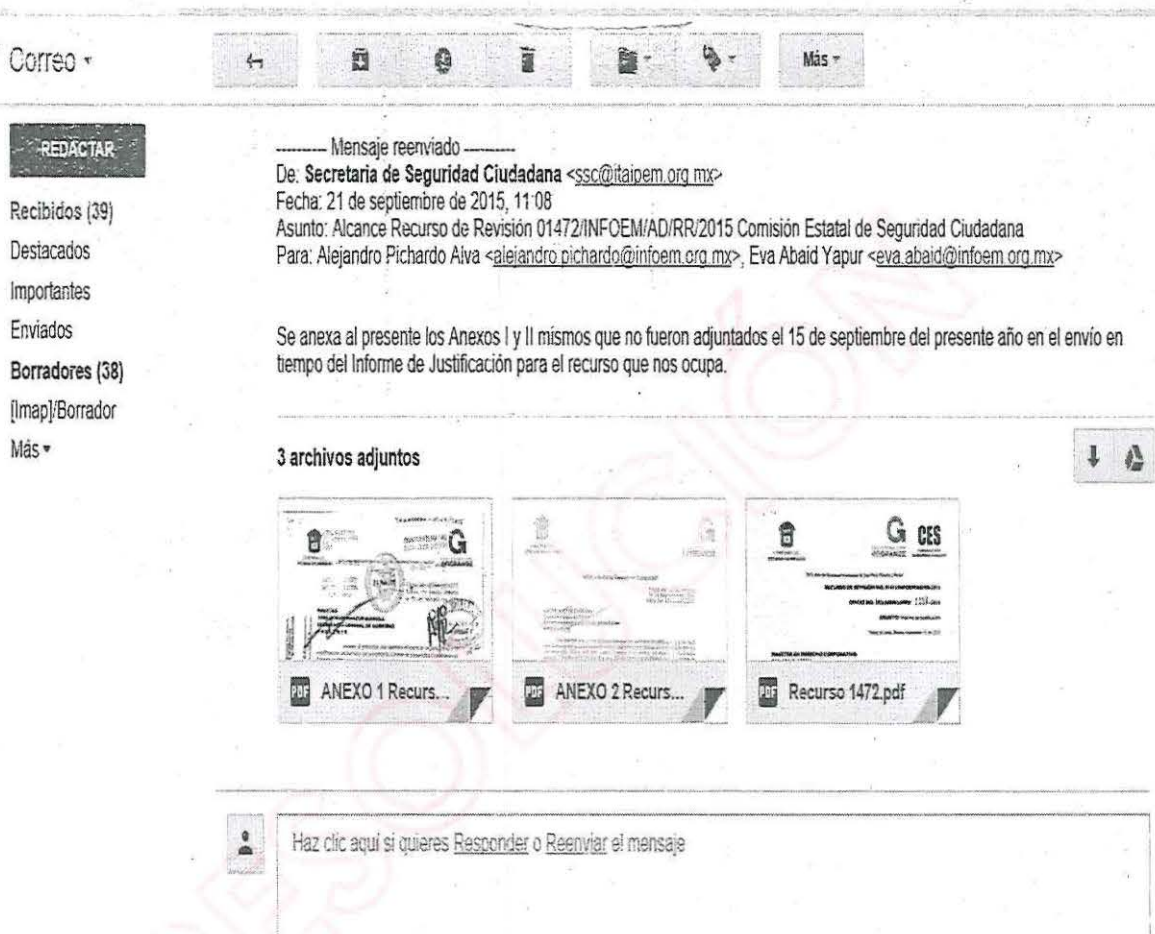 Correo
Más
REDACTAR
Recibidos (39)
Destacados
Importantes
Enviados
Borradores (38)
[Imap]/Borrador
Más
---------- Mensaje reenviado ----------
De: Secretaria de Seguridad Ciudadana <ssc@itaipem.org.mx>
Fecha: 21 de septiembre de 2015, 11:08
Asunto: Alcance Recurso de Revisión 01472/INFOEM/AD/RR/2015 Comisión Estatal de Seguridad Ciudadana
Para: Alejandro Pichardo Alva <alejandro.pichardo@infoem.org.mx>, Eva Abaid Yapur <eva.abaid@infoem.org.mx>
Se anexa al presente los Anexos I y II mismos que no fueron adjuntados el 15 de septiembre del presente año en el envío en
tiempo del Informe de Justificación para el recurso que nos ocupa.
3 archivos adjuntos
G
G CES
PDF ANEXO 1 Recurs...
PDF ANEXO 2 Recurs...
PDF Recurso 1472.pdf
Haz clic aquí si quieres Responder o Reenviar el mensaje
RESOLUCIÓN